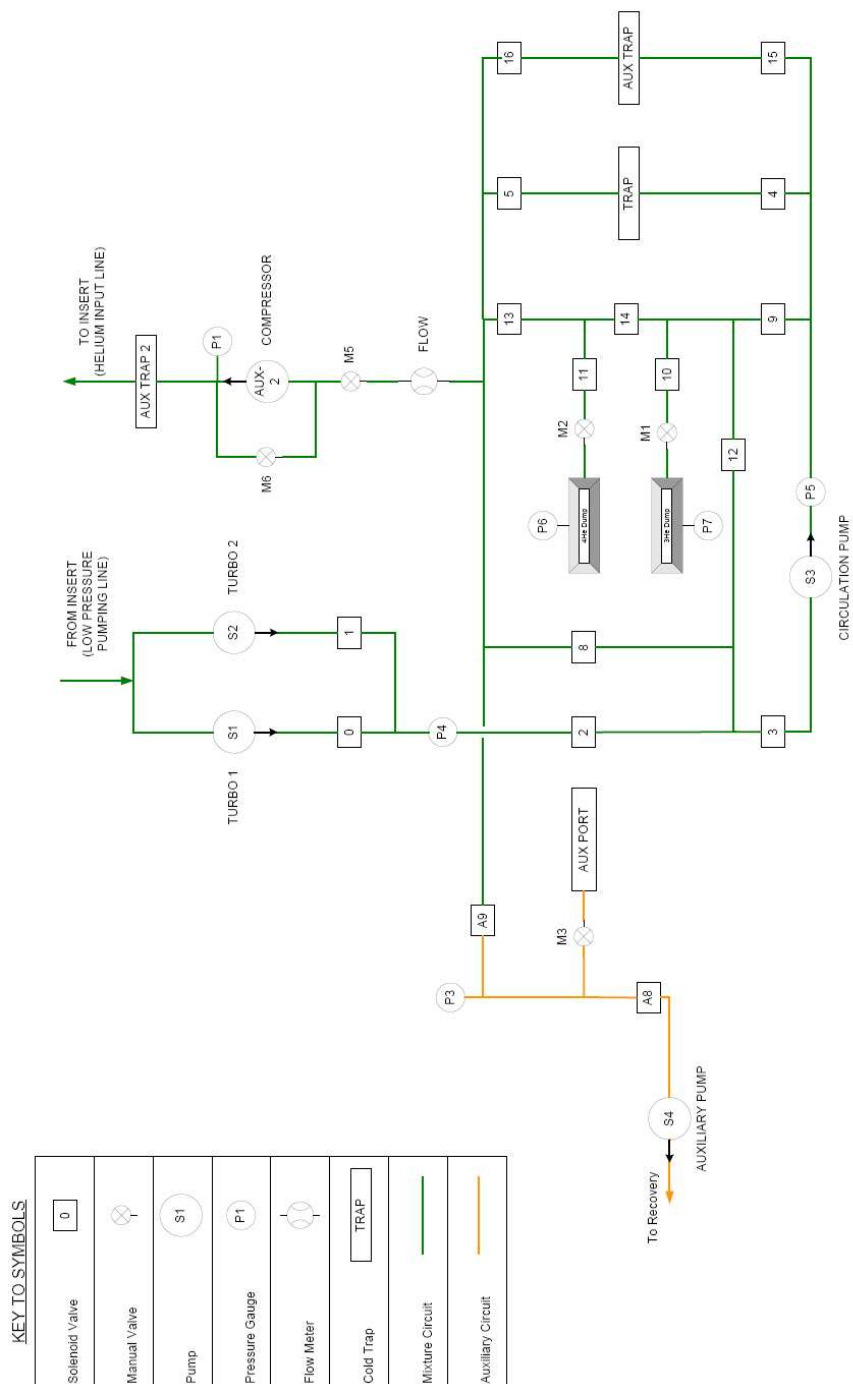 KEY TO SYMBOLS
Solenoid Valve
0
Manual Valve
Pump
S1
Pressure Gauge
P1
Flow Meter
Cold Trap
TRAP
Mixture Circuit
Auxiliary Circuit
FROM INSERT
(LOW PRESSURE
PUMPING LINE)
TURBO 1
S1
TURBO 2
S2
0
1
P4
TO INSERT
(HELIUM INPUT LINE)
AUX TRAP 2
P1
COMPRESSOR
AUX-
2
M6
M5
FLOW
16
AUX TRAP
15
5
TRAP
4
13
14
9
11
M2
P6
4He Dump
10
M1
P7
3He Dump
12
8
2
3
S3
P5
CIRCULATION PUMP
A9
P3
M3
AUX PORT
A8
S4
AUXILIARY PUMP
To Recovery